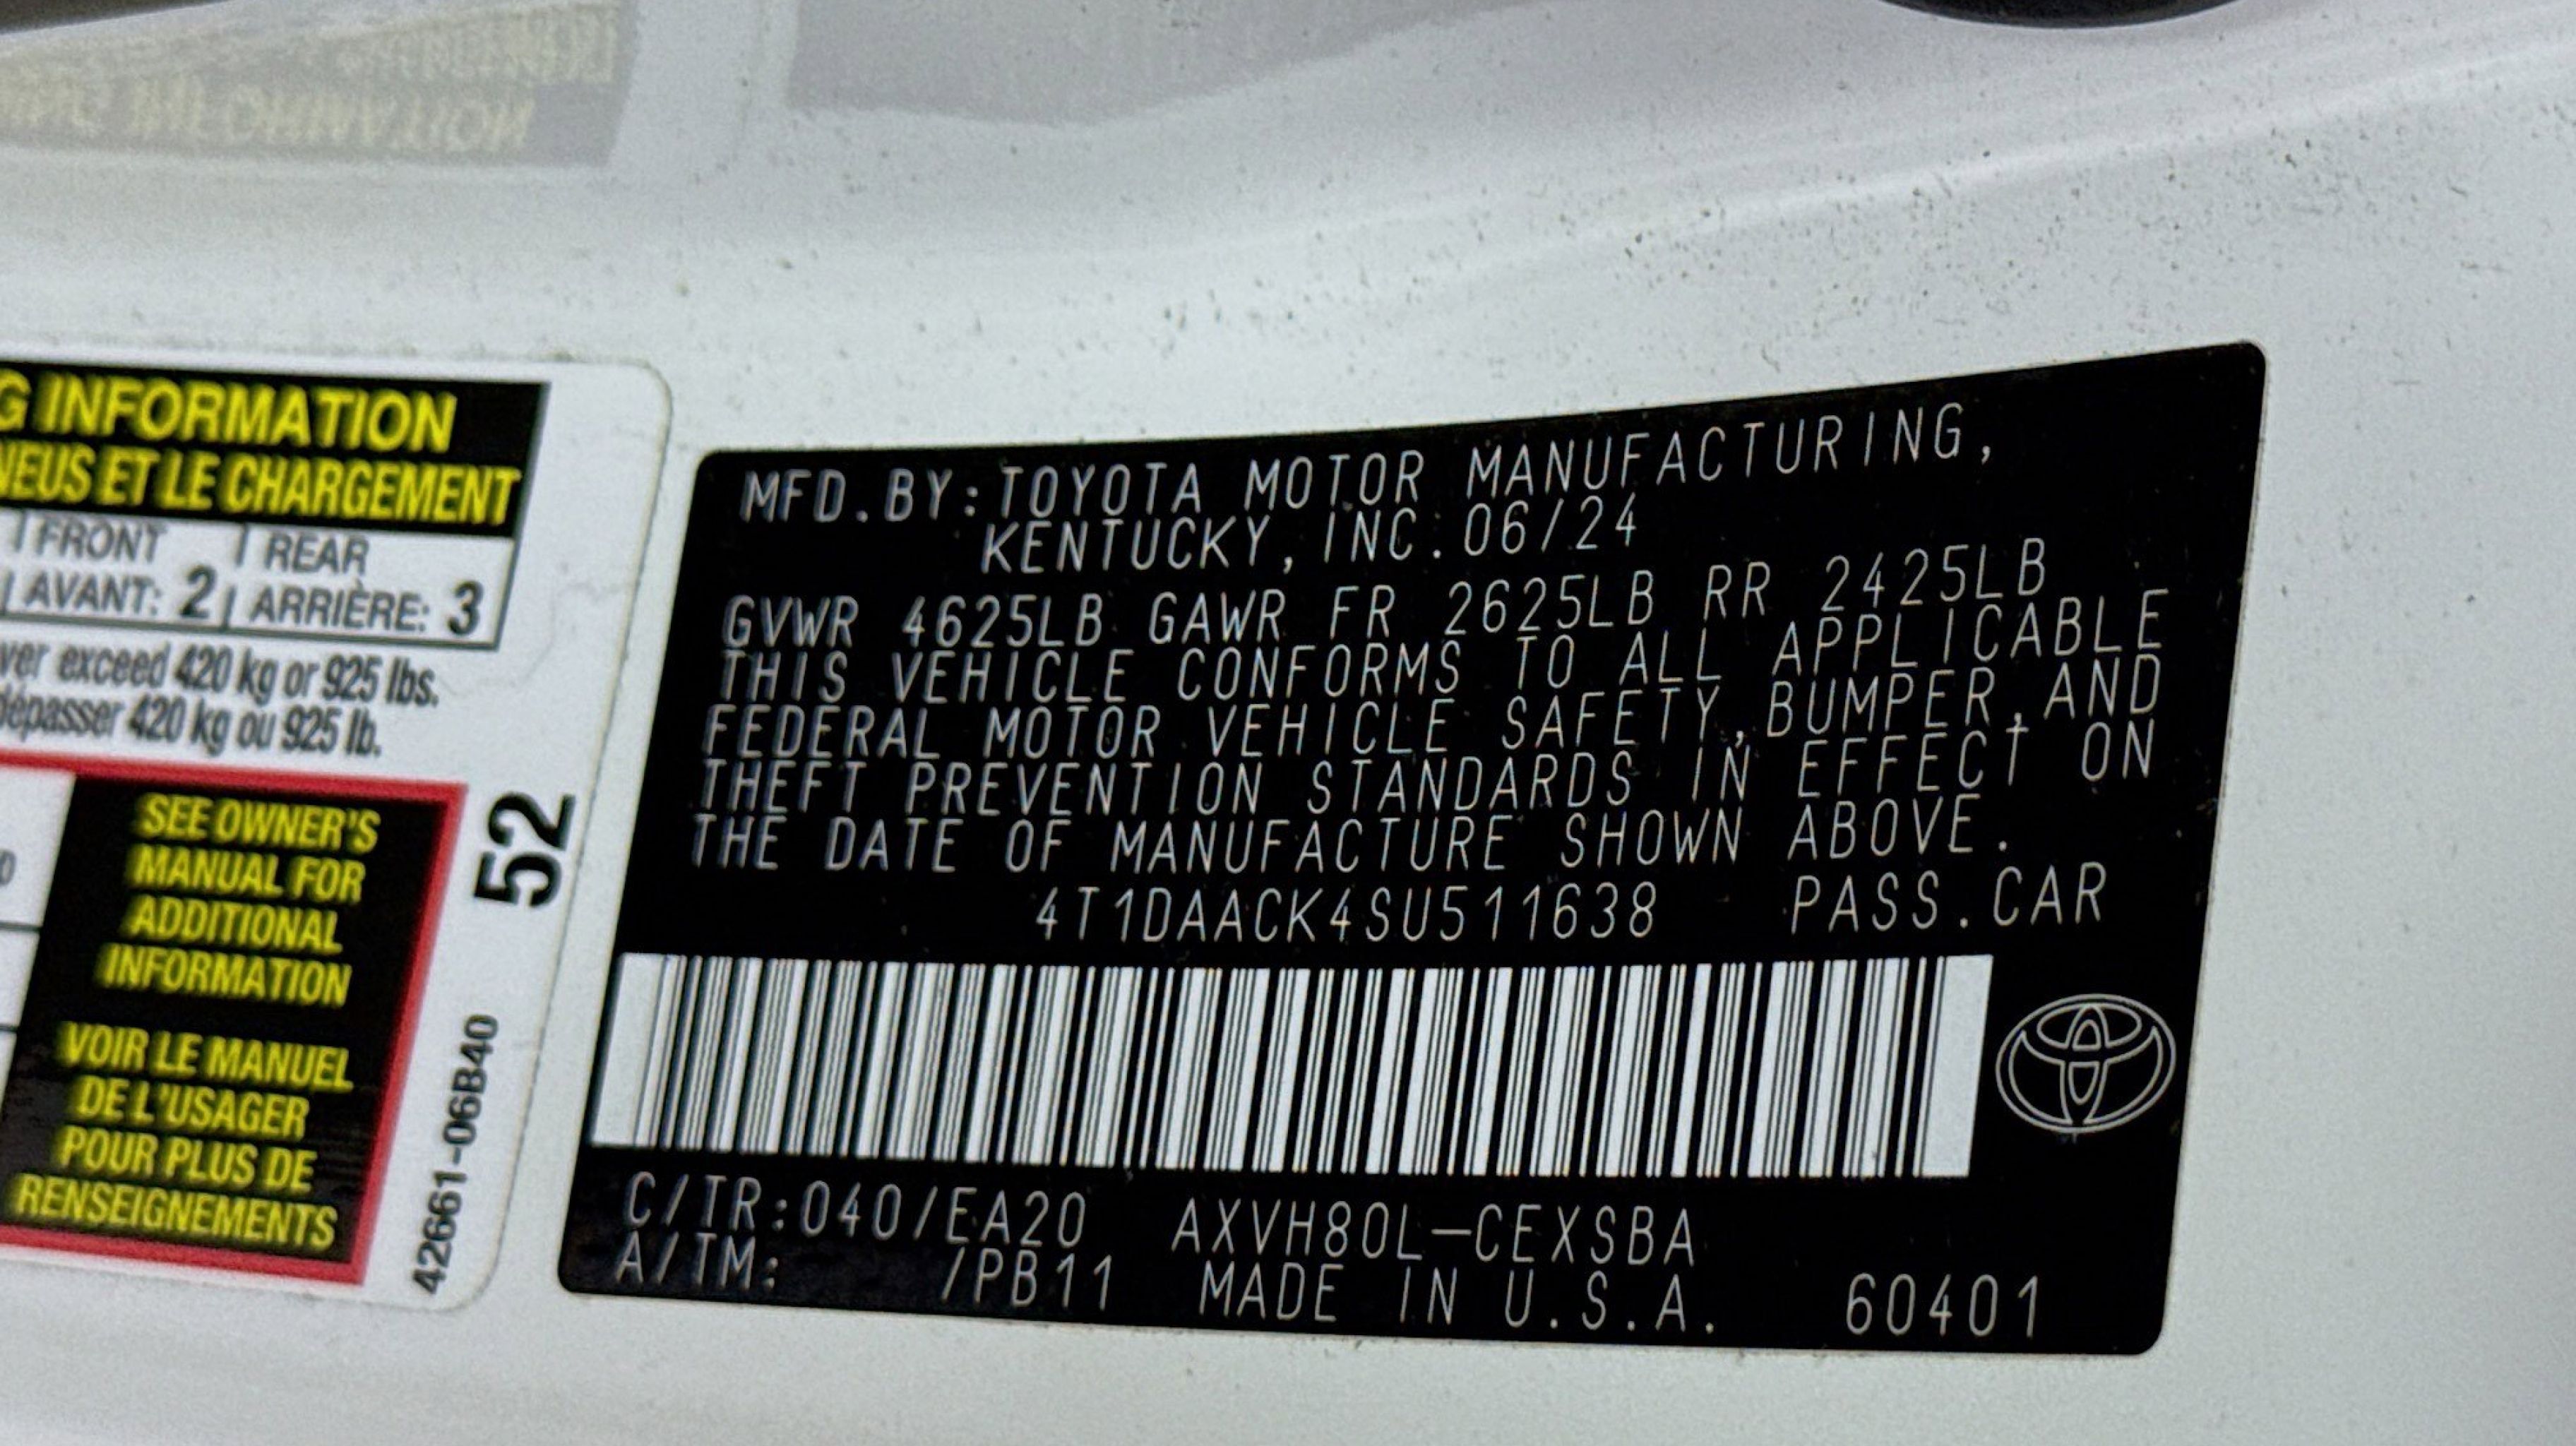 G INFORMATION
NEUS ET LE CHARGEMENT
FRONT REAR
AVANT: 2 ARRIÈRE: 3
ver exceed 420 kg or 925 lbs.
dépasser 420 kg ou 925 lb.
SEE OWNER'S
MANUAL FOR
ADDITIONAL
INFORMATION
VOIR LE MANUEL
DE L'USAGER
POUR PLUS DE
RENSEIGNEMENTS
52
42661-06B40
MFD.BY:TOYOTA MOTOR MANUFACTURING,
KENTUCKY, INC. 06/24
GVWR 4625LB GAWR FR 2625LB RR 2425LB
THIS VEHICLE CONFORMS TO ALL APPLICABLE
FEDERAL MOTOR VEHICLE SAFETY,BUMPER,AND
THEFT PREVENTION STANDARDS IN EFFECT ON
THE DATE OF MANUFACTURE SHOWN ABOVE.
4T1DAACK4SU511638 PASS.CAR
C/TR:040/EA20 AXVH80L-CEXSBA
A/TM: /PB11 MADE IN U.S.A. 60401